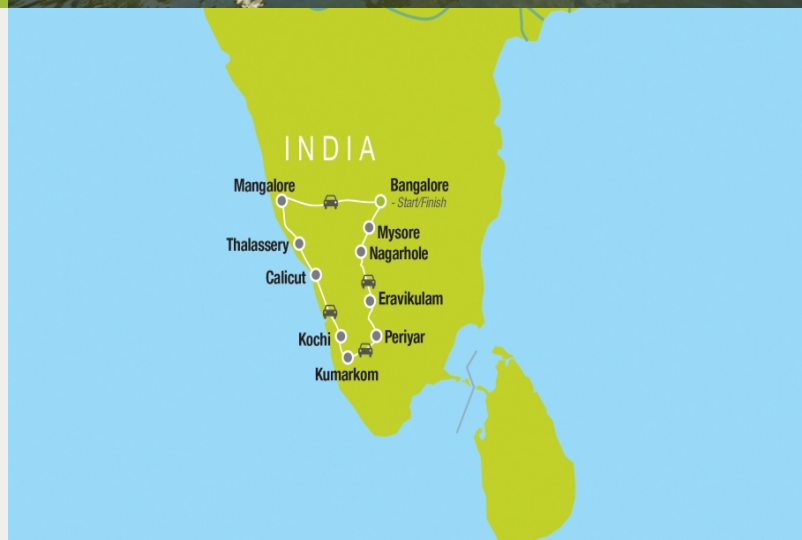 INDIA
Mangalore
Bangalore
- Start/Finish
Mysore
Thalassery
Nagarhole
Calicut
Eravikulam
Kochi
Periyar
Kumarkom